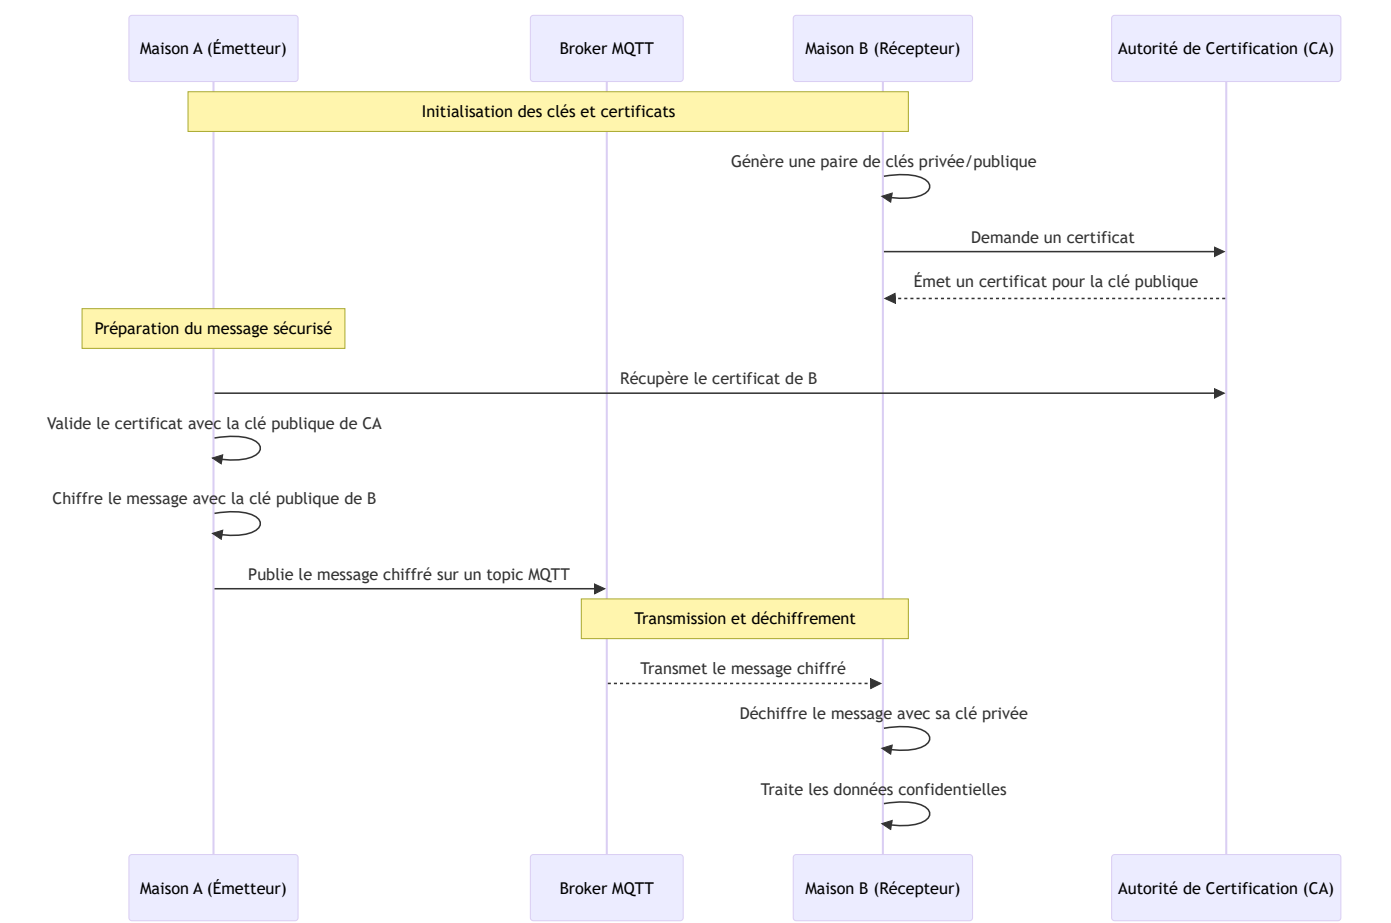 Maison A (Émetteur)
Broker MQTT
Maison B (Récepteur)
Autorité de Certification (CA)
Initialisation des clés et certificats
Génère une paire de clés privée/publique
Demande un certificat
Émet un certificat pour la clé publique
Préparation du message sécurisé
Récupère le certificat de B
Valide le certificat avec la clé publique de CA
Chiffre le message avec la clé publique de B
Publie le message chiffré sur un topic MQTT
Transmission et déchiffrement
Transmet le message chiffré
Déchiffre le message avec sa clé privée
Traite les données confidentielles
Maison A (Émetteur)
Broker MQTT
Maison B (Récepteur)
Autorité de Certification (CA)